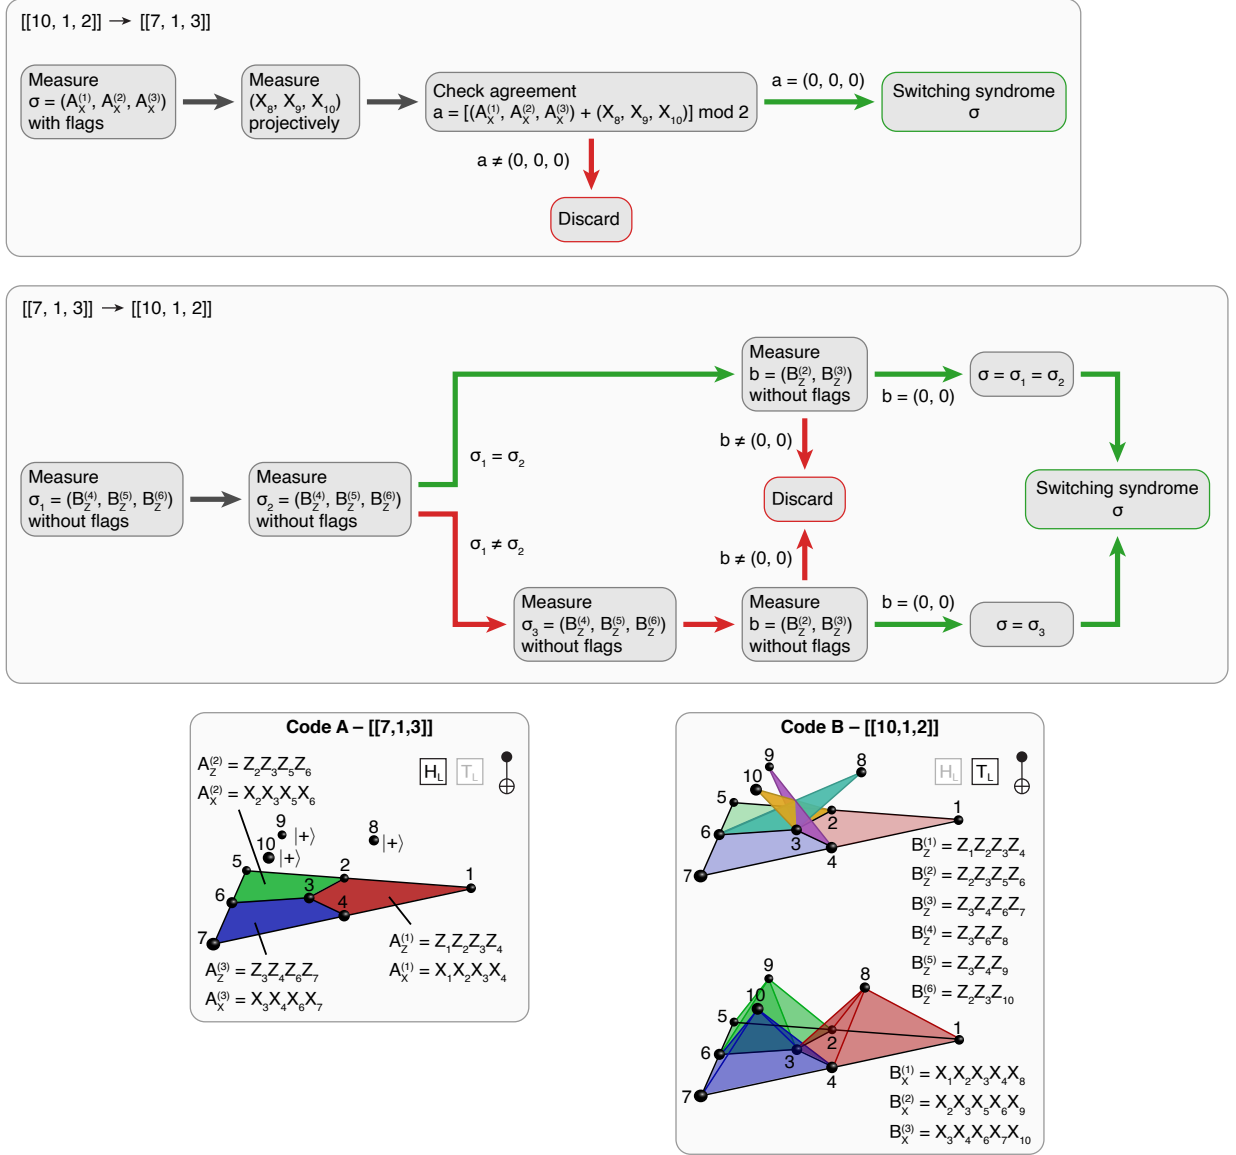 [[10, 1, 2]] → [[7, 1, 3]]
Measure
σ = (A_X^(1), A_X^(2), A_X^(3))
with flags
Measure
(X_8, X_9, X_10)
projectively
Check agreement
a = [(A_X^(1), A_X^(2), A_X^(3)) + (X_8, X_9, X_10)] mod 2
a = (0, 0, 0)
Switching syndrome
σ
a ≠ (0, 0, 0)
Discard
[[7, 1, 3]] → [[10, 1, 2]]
Measure
σ_1 = (B_Z^(4), B_Z^(5), B_Z^(6))
without flags
Measure
σ_2 = (B_Z^(4), B_Z^(5), B_Z^(6))
without flags
σ_1 = σ_2
σ_1 ≠ σ_2
Measure
b = (B_Z^(2), B_Z^(3))
without flags
b = (0, 0)
σ = σ_1 = σ_2
b ≠ (0, 0)
Discard
Switching syndrome
σ
b ≠ (0, 0)
Measure
σ_3 = (B_Z^(4), B_Z^(5), B_Z^(6))
without flags
Measure
b = (B_Z^(2), B_Z^(3))
without flags
b = (0, 0)
σ = σ_3
Code A – [[7,1,3]]
A_Z^(2) = Z_2Z_3Z_5Z_6
A_X^(2) = X_2X_3X_5X_6
H_L
T_L
9
|+⟩
8
|+⟩
10
|+⟩
5
2
1
3
6
4
7
A_Z^(1) = Z_1Z_2Z_3Z_4
A_X^(1) = X_1X_2X_3X_4
A_Z^(3) = Z_3Z_4Z_6Z_7
A_X^(3) = X_3X_4X_6X_7
Code B – [[10,1,2]]
H_L
T_L
9
8
10
5
2
1
6
3
4
7
B_Z^(1) = Z_1Z_2Z_3Z_4
B_Z^(2) = Z_2Z_3Z_5Z_6
B_Z^(3) = Z_3Z_4Z_6Z_7
B_Z^(4) = Z_3Z_6Z_8
B_Z^(5) = Z_3Z_4Z_9
B_Z^(6) = Z_2Z_3Z_10
9
8
10
5
2
1
6
3
4
7
B_X^(1) = X_1X_2X_3X_4X_8
B_X^(2) = X_2X_3X_5X_6X_9
B_X^(3) = X_3X_4X_6X_7X_10